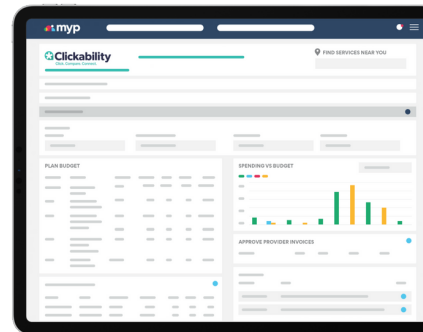 myp
Clickability
Click. Compare. Connect.
FIND SERVICES NEAR YOU
PLAN BUDGET
SPENDING VS BUDGET
APPROVE PROVIDER INVOICES